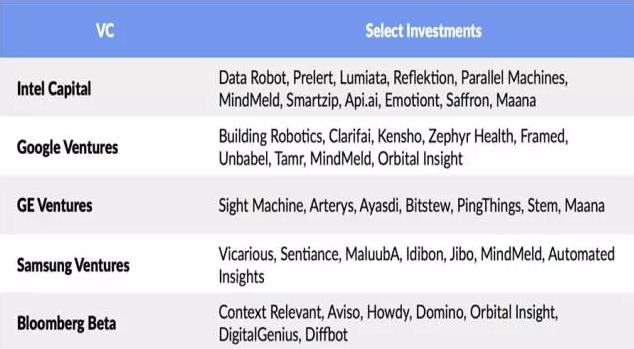 VC Select Investments
Intel Capital
Data Robot, Prelert, Lumiata, Reflektion, Parallel Machines,
MindMeld, Smartzip, Api.ai, Emotiont, Saffron, Maana
Google Ventures
Building Robotics, Clarifai, Kensho, Zephyr Health, Framed,
Unbabel, Tamr, MindMeld, Orbital Insight
GE Ventures
Sight Machine, Arterys, Ayasdi, Bitstew, PingThings, Stem, Maana
Samsung Ventures
Vicarious, Sentiance, MaluubA, Idibon, Jibo, MindMeld, Automated
Insights
Bloomberg Beta
Context Relevant, Aviso, Howdy, Domino, Orbital Insight,
DigitalGenius, Diffbot